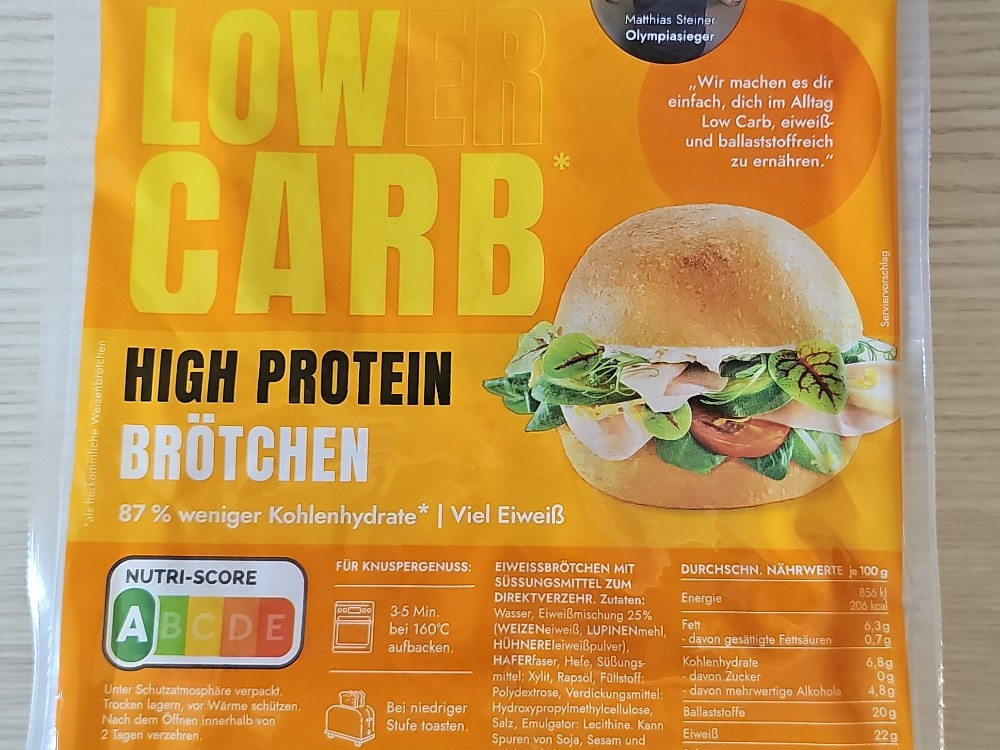 Matthias Steiner
Olympiasieger
LOWER
CARB*
„Wir machen es dir
einfach, dich im Alltag
Low Carb, eiweiß-
und ballaststoffreich
zu ernähren.“
Serviervorschlag
*als herkömmliche Weizenbrötchen
HIGH PROTEIN
BRÖTCHEN
87 % weniger Kohlenhydrate* | Viel Eiweiß
NUTRI-SCORE
A B C D E
Unter Schutzatmosphäre verpackt.
Trocken lagern, vor Wärme schützen.
Nach dem Öffnen innerhalb von
2 Tagen verzehren.
FÜR KNUSPERGENUSS:
3-5 Min.
bei 160°C
aufbacken.
Bei niedriger
Stufe toasten.
EIWEISSBRÖTCHEN MIT
SÜSSUNGSMITTEL ZUM
DIREKTVERZEHR. Zutaten:
Wasser, Eiweißmischung 25%
(WEIZENeiweiß, LUPINENmehl,
HÜHNEREIeiweißpulver),
HAFERfaser, Hefe, Süßungs-
mittel: Xylit, Rapsöl, Füllstoff:
Polydextrose, Verdickungsmittel:
Hydroxypropylmethylcellulose,
Salz, Emulgator: Lecithine. Kann
Spuren von Soja, Sesam und
DURCHSCHN. NÄHRWERTE je 100 g
Energie 856 kJ
206 kcal
Fett 6,3g
- davon gesättigte Fettsäuren 0,7g
Kohlenhydrate 6,8g
- davon Zucker 0g
- davon mehrwertige Alkohole 4,8g
Ballaststoffe 20g
Eiweiß 22g